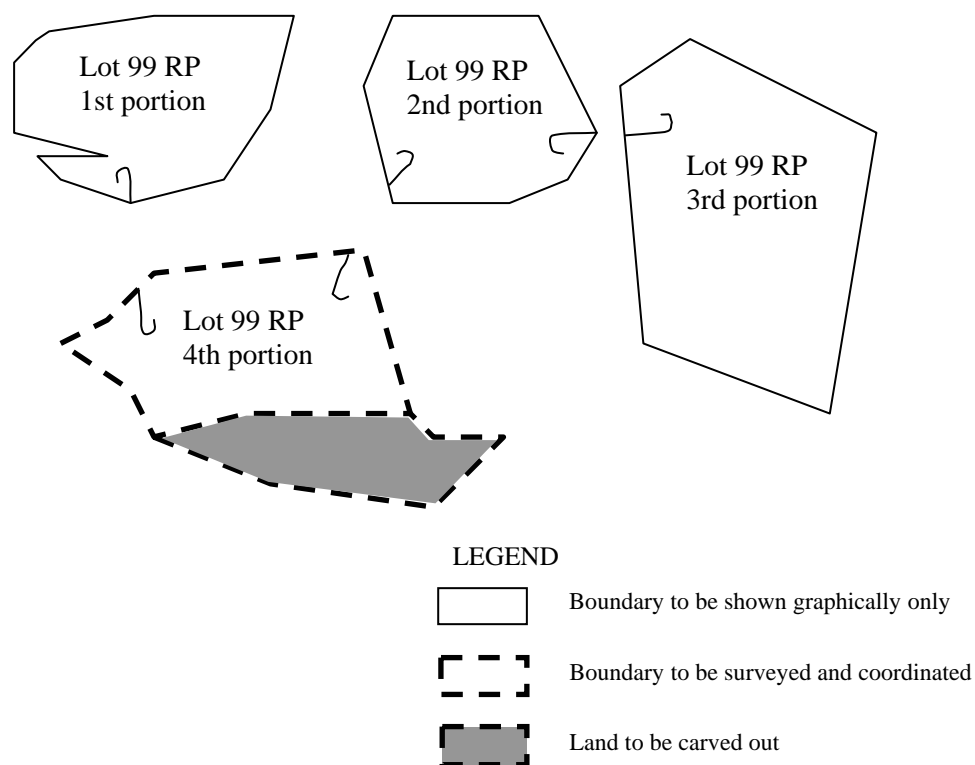 Lot 99 RP
1st portion
Lot 99 RP
2nd portion
Lot 99 RP
3rd portion
Lot 99 RP
4th portion
LEGEND
Boundary to be shown graphically only
Boundary to be surveyed and coordinated
Land to be carved out